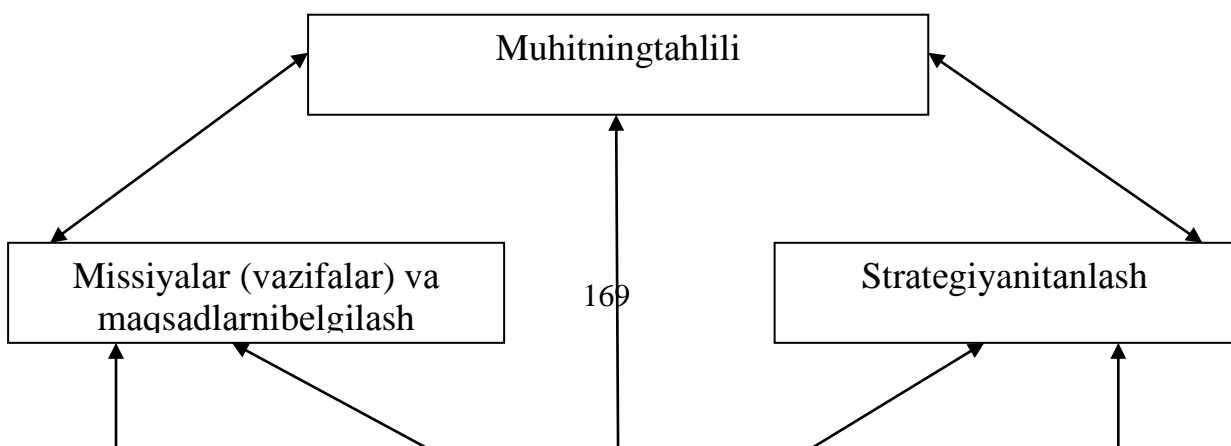 Muhitningtahlili
Missiyalar (vazifalar) va
maqsadlarnibelgilash
169
Strategiyanitanlash